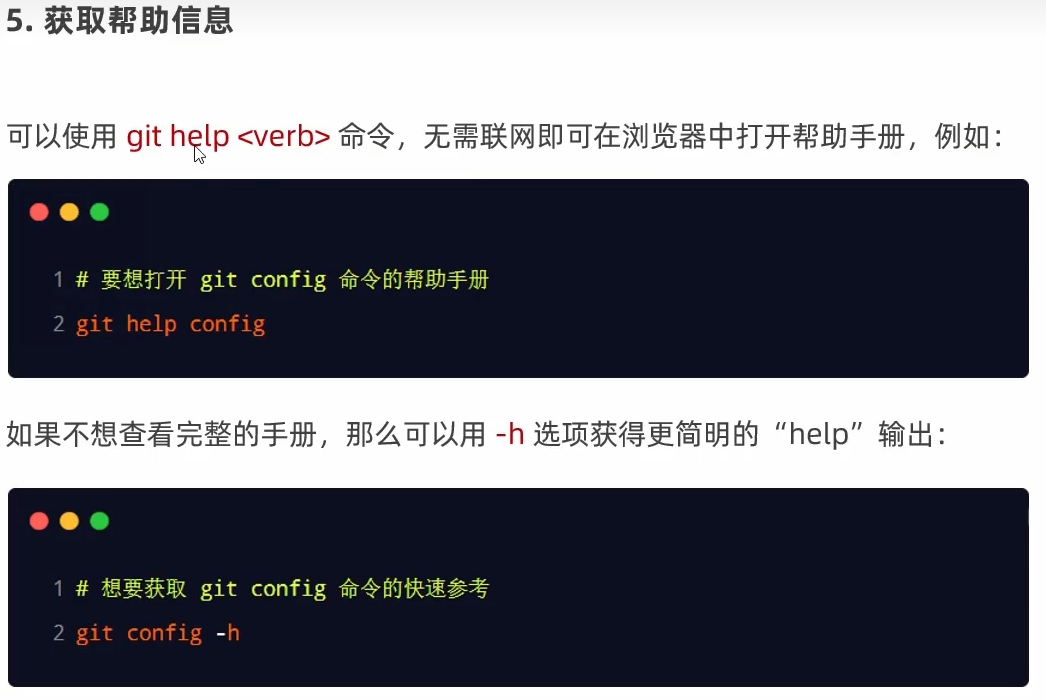 5. 获取帮助信息
可以使用 git help <verb> 命令，无需联网即可在浏览器中打开帮助手册，例如：
1 # 要想打开 git config 命令的帮助手册
2 git help config
如果不想查看完整的手册，那么可以用 -h 选项获得更简明的“help”输出：
1 # 想要获取 git config 命令的快速参考
2 git config -h